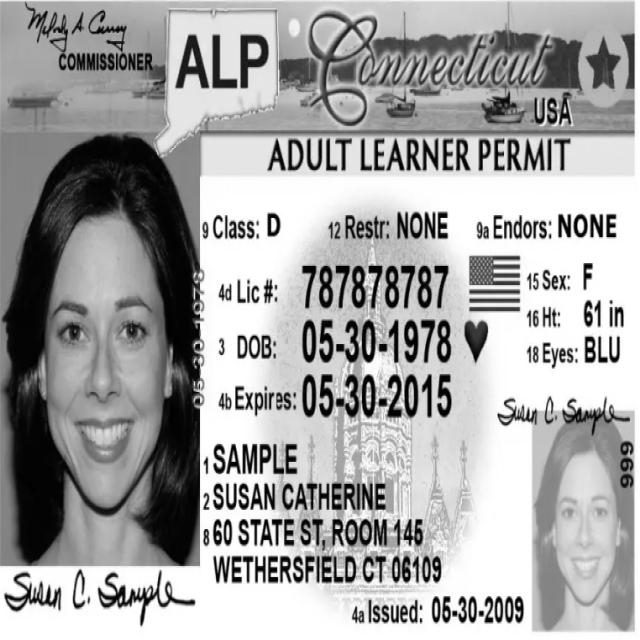 Melody A. Currey
COMMISSIONER
ALP
Connecticut
USA
ADULT LEARNER PERMIT
9 Class: D 12 Restr: NONE 9a Endors: NONE
4d Lic #: 787878787
15 Sex: F
16 Ht: 61 in
3 DOB: 05-30-1978
18 Eyes: BLU
4b Expires: 05-30-2015
05-30-1978
Susan C. Sample
666
1 SAMPLE
2 SUSAN CATHERINE
8 60 STATE ST, ROOM 145
WETHERSFIELD CT 06109
Susan C. Sample
4a Issued: 05-30-2009